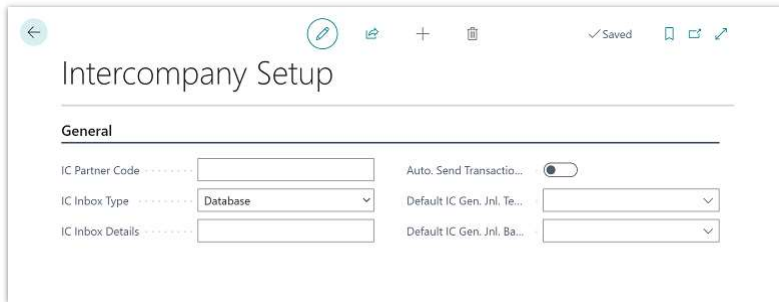 Saved
Intercompany Setup
General
IC Partner Code
Auto. Send Transactio...
IC Inbox Type Database
Default IC Gen. Jnl. Te...
IC Inbox Details
Default IC Gen. Jnl. Ba...